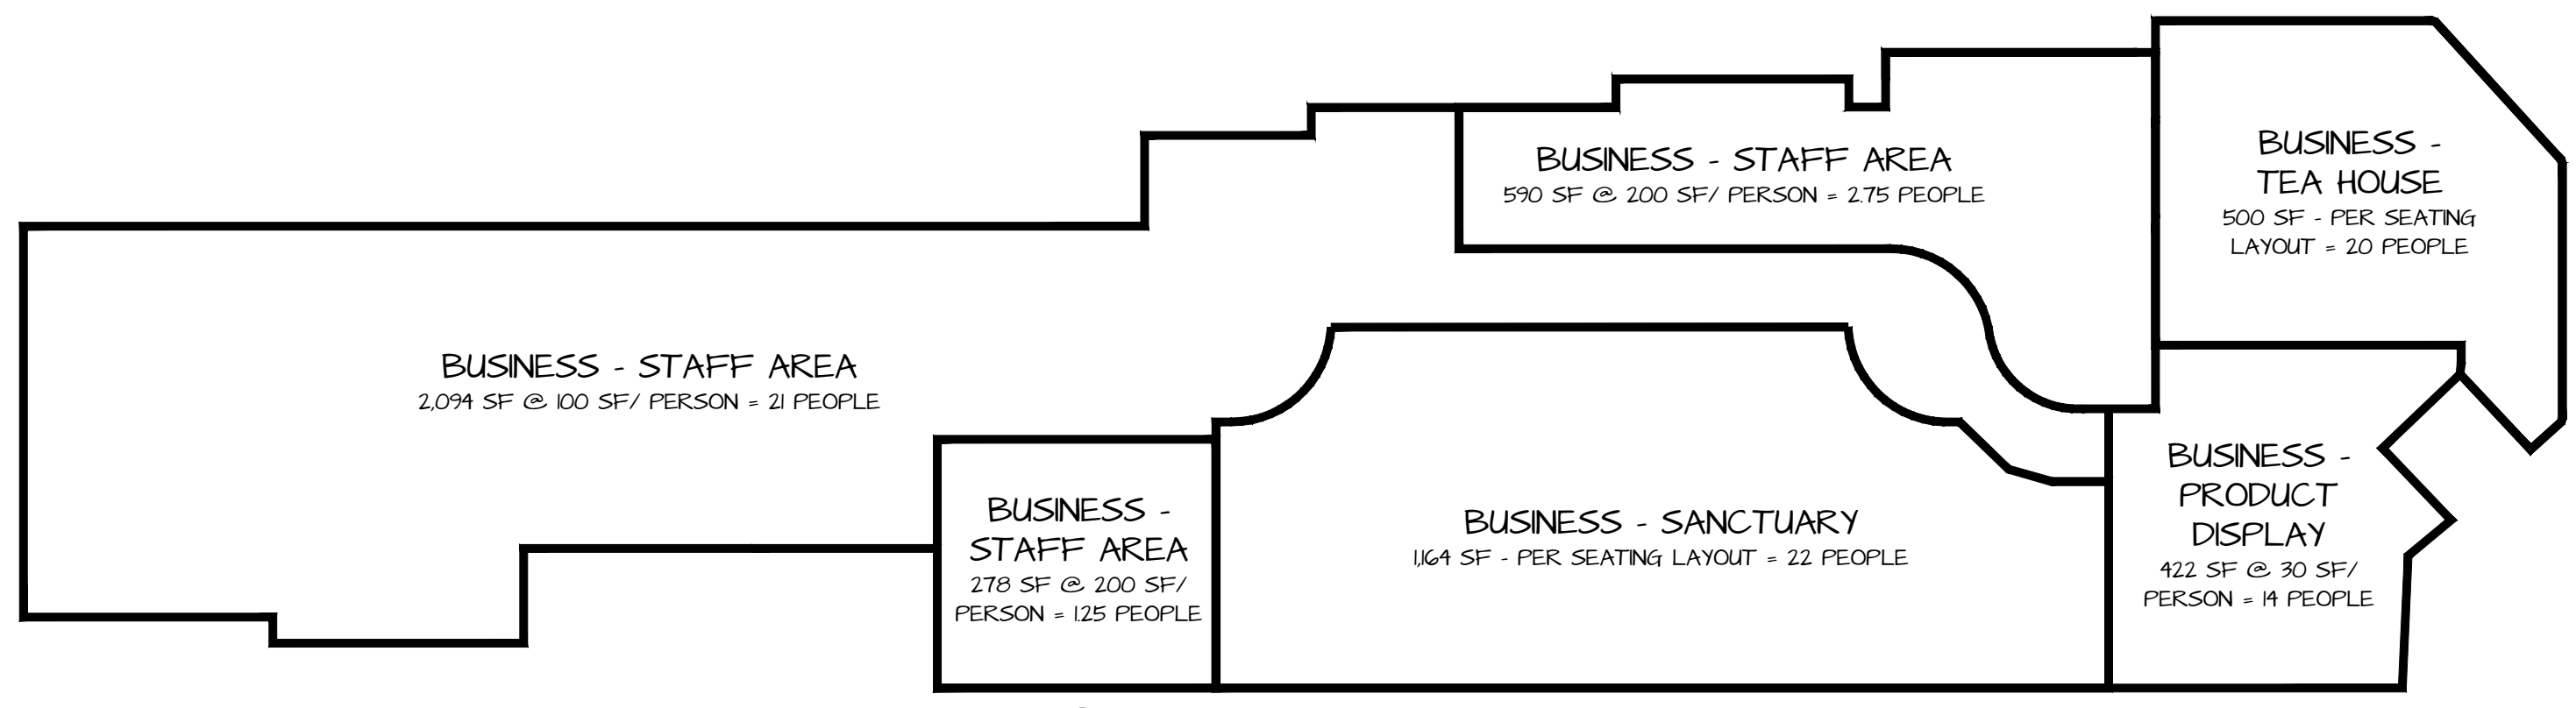 BUSINESS - STAFF AREA
590 SF @ 200 SF/ PERSON = 2.75 PEOPLE
BUSINESS -
TEA HOUSE
500 SF - PER SEATING
LAYOUT = 20 PEOPLE
BUSINESS - STAFF AREA
2,094 SF @ 100 SF/ PERSON = 21 PEOPLE
BUSINESS -
STAFF AREA
278 SF @ 200 SF/
PERSON = 1.25 PEOPLE
BUSINESS - SANCTUARY
1,164 SF - PER SEATING LAYOUT = 22 PEOPLE
BUSINESS -
PRODUCT
DISPLAY
422 SF @ 30 SF/
PERSON = 14 PEOPLE